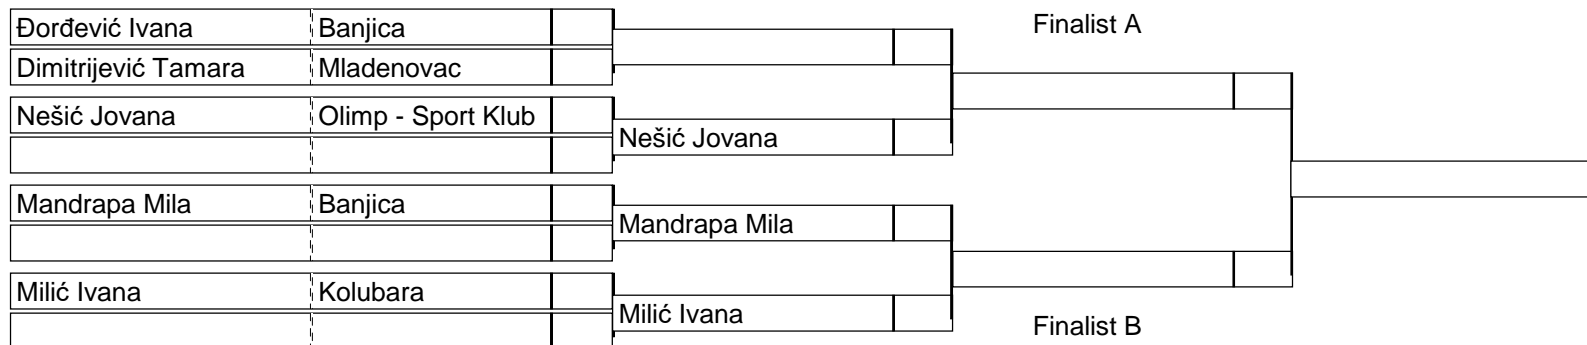 Đorđević Ivana Banjica
Dimitrijević Tamara Mladenovac
Nešić Jovana Olimp - Sport Klub
Mandrapa Mila Banjica
Milić Ivana Kolubara
Nešić Jovana
Mandrapa Mila
Milić Ivana
Finalist A
Finalist B